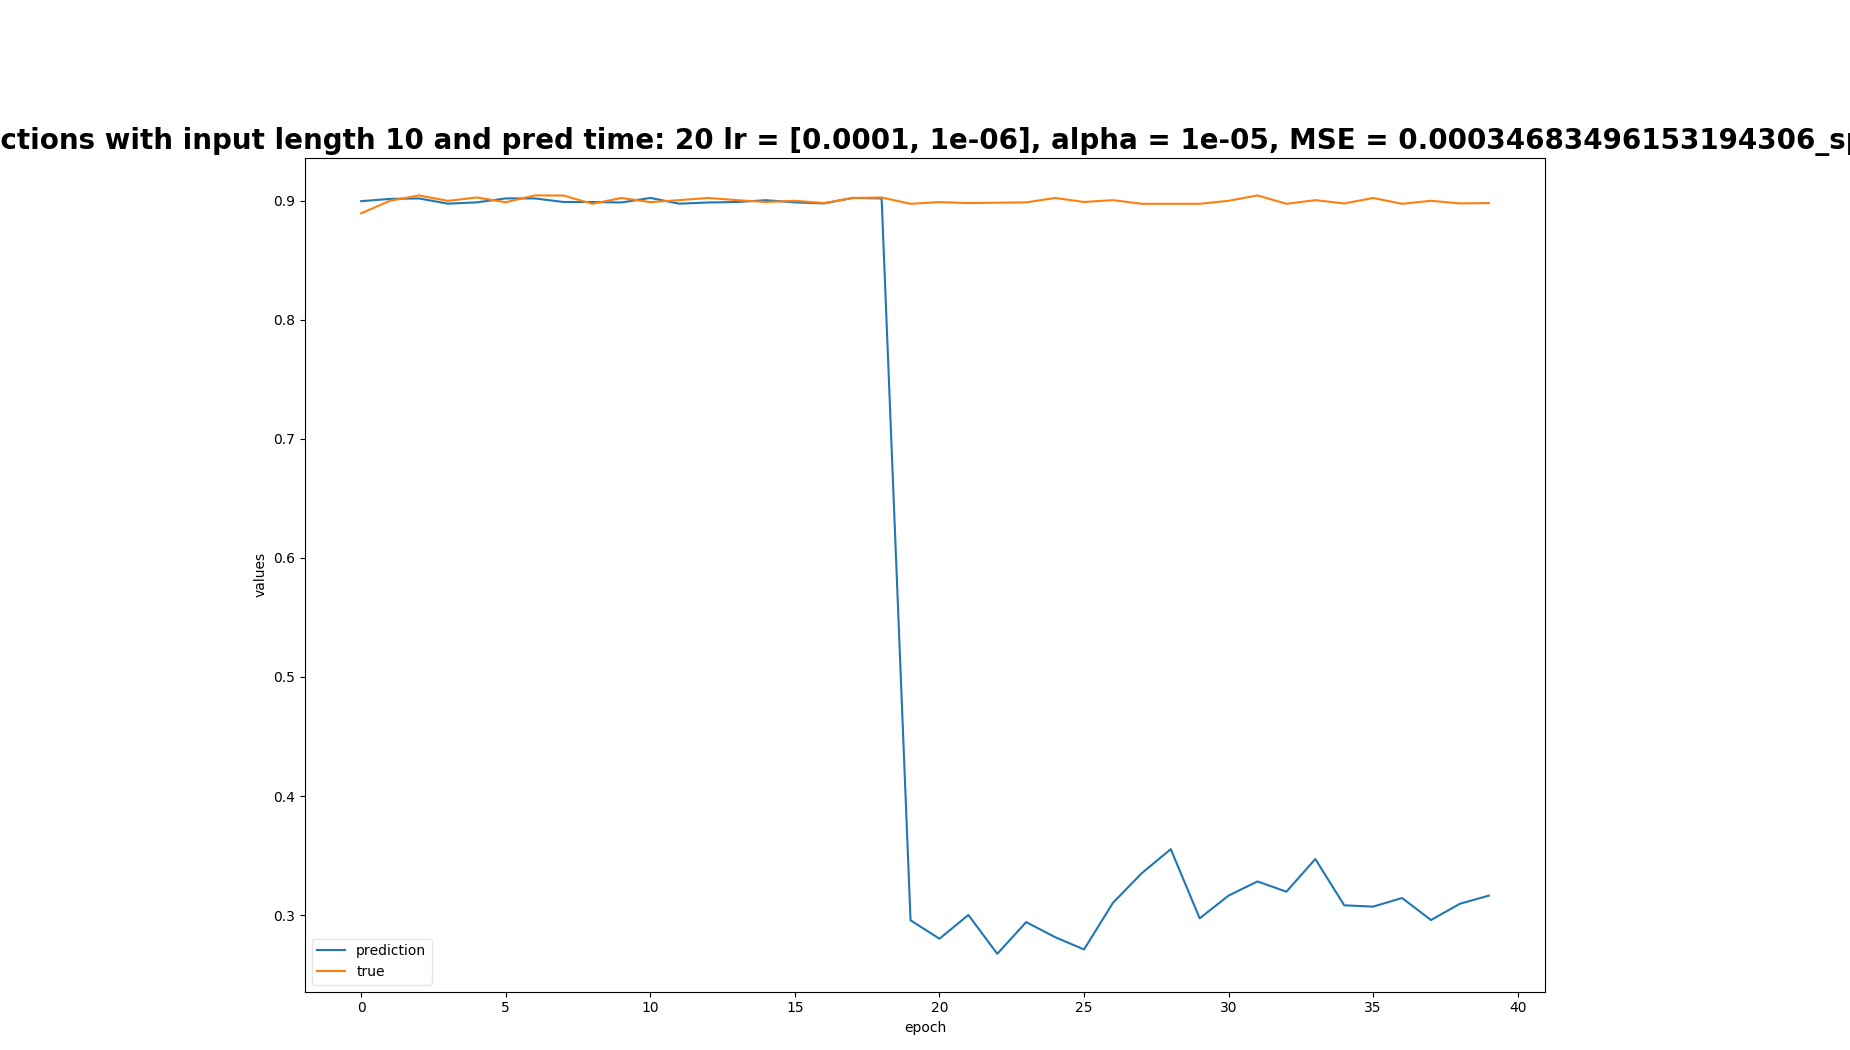 ctions with input length 10 and pred time: 20 lr = [0.0001, 1e-06], alpha = 1e-05, MSE = 0.00034683496153194306_sp
0.9
0.8
0.7
0.6
0.5
0.4
0.3
values
prediction
true
0 5 10 15 20 25 30 35 40
epoch